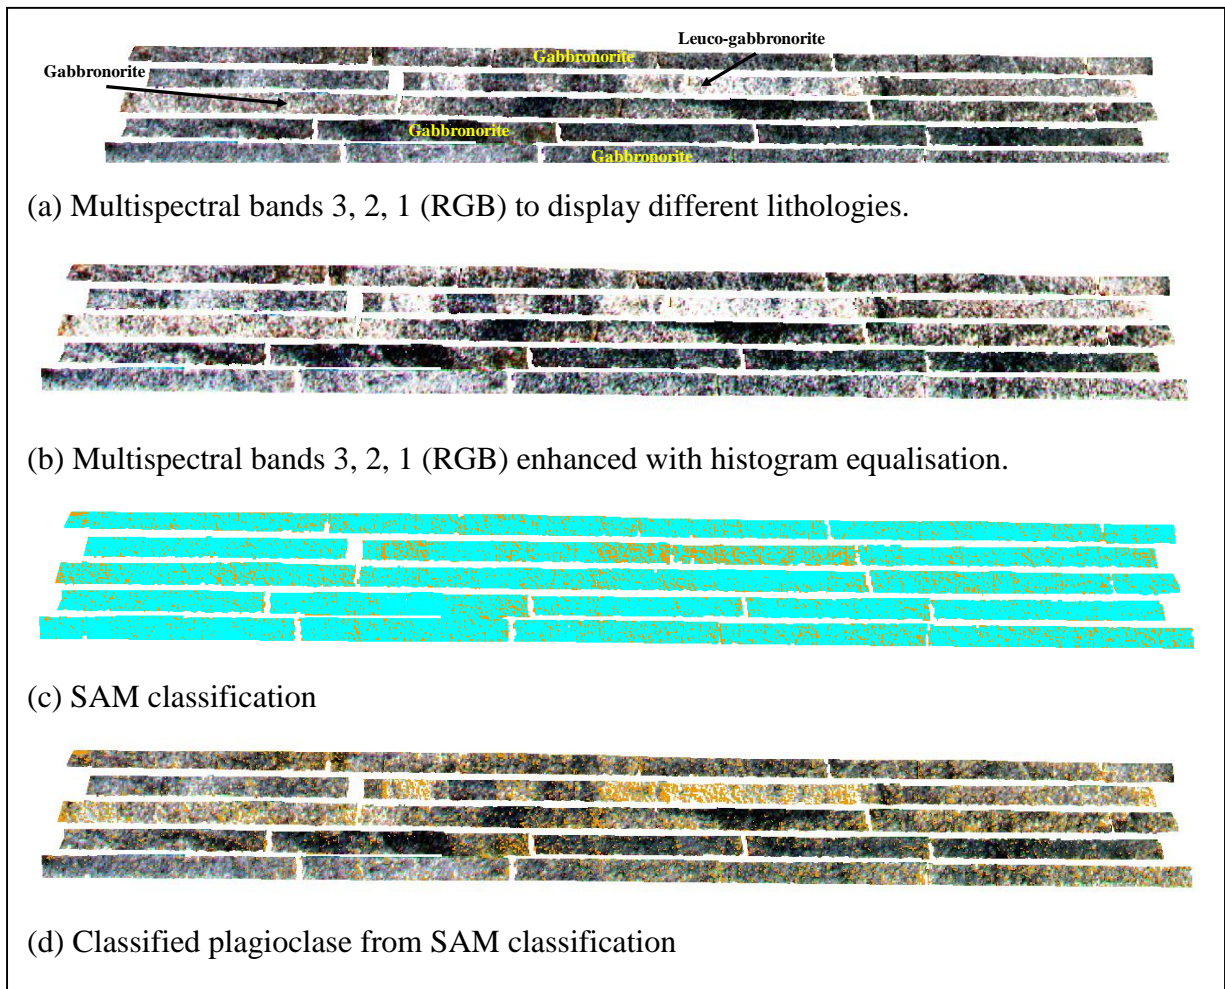 Leuco-gabbronorite
Gabbronorite
Gabbronorite
Gabbronorite
Gabbronorite
(a) Multispectral bands 3, 2, 1 (RGB) to display different lithologies.
(b) Multispectral bands 3, 2, 1 (RGB) enhanced with histogram equalisation.
(c) SAM classification
(d) Classified plagioclase from SAM classification